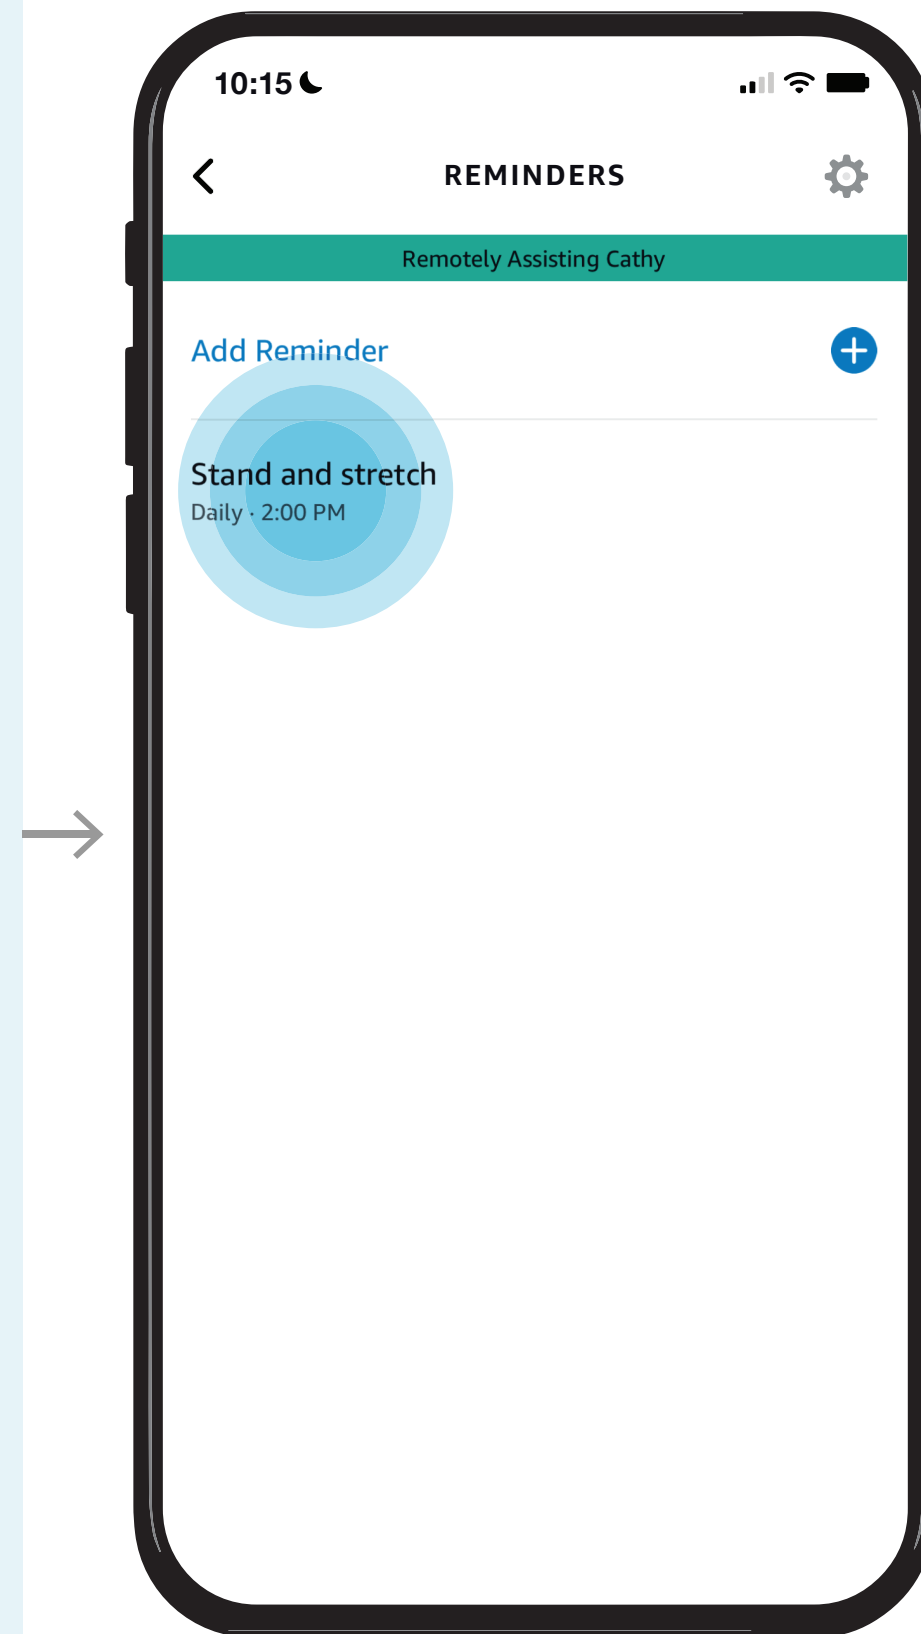 10:15
REMINDERS
Remotely Assisting Cathy
Add Reminder
Stand and stretch
Daily · 2:00 PM